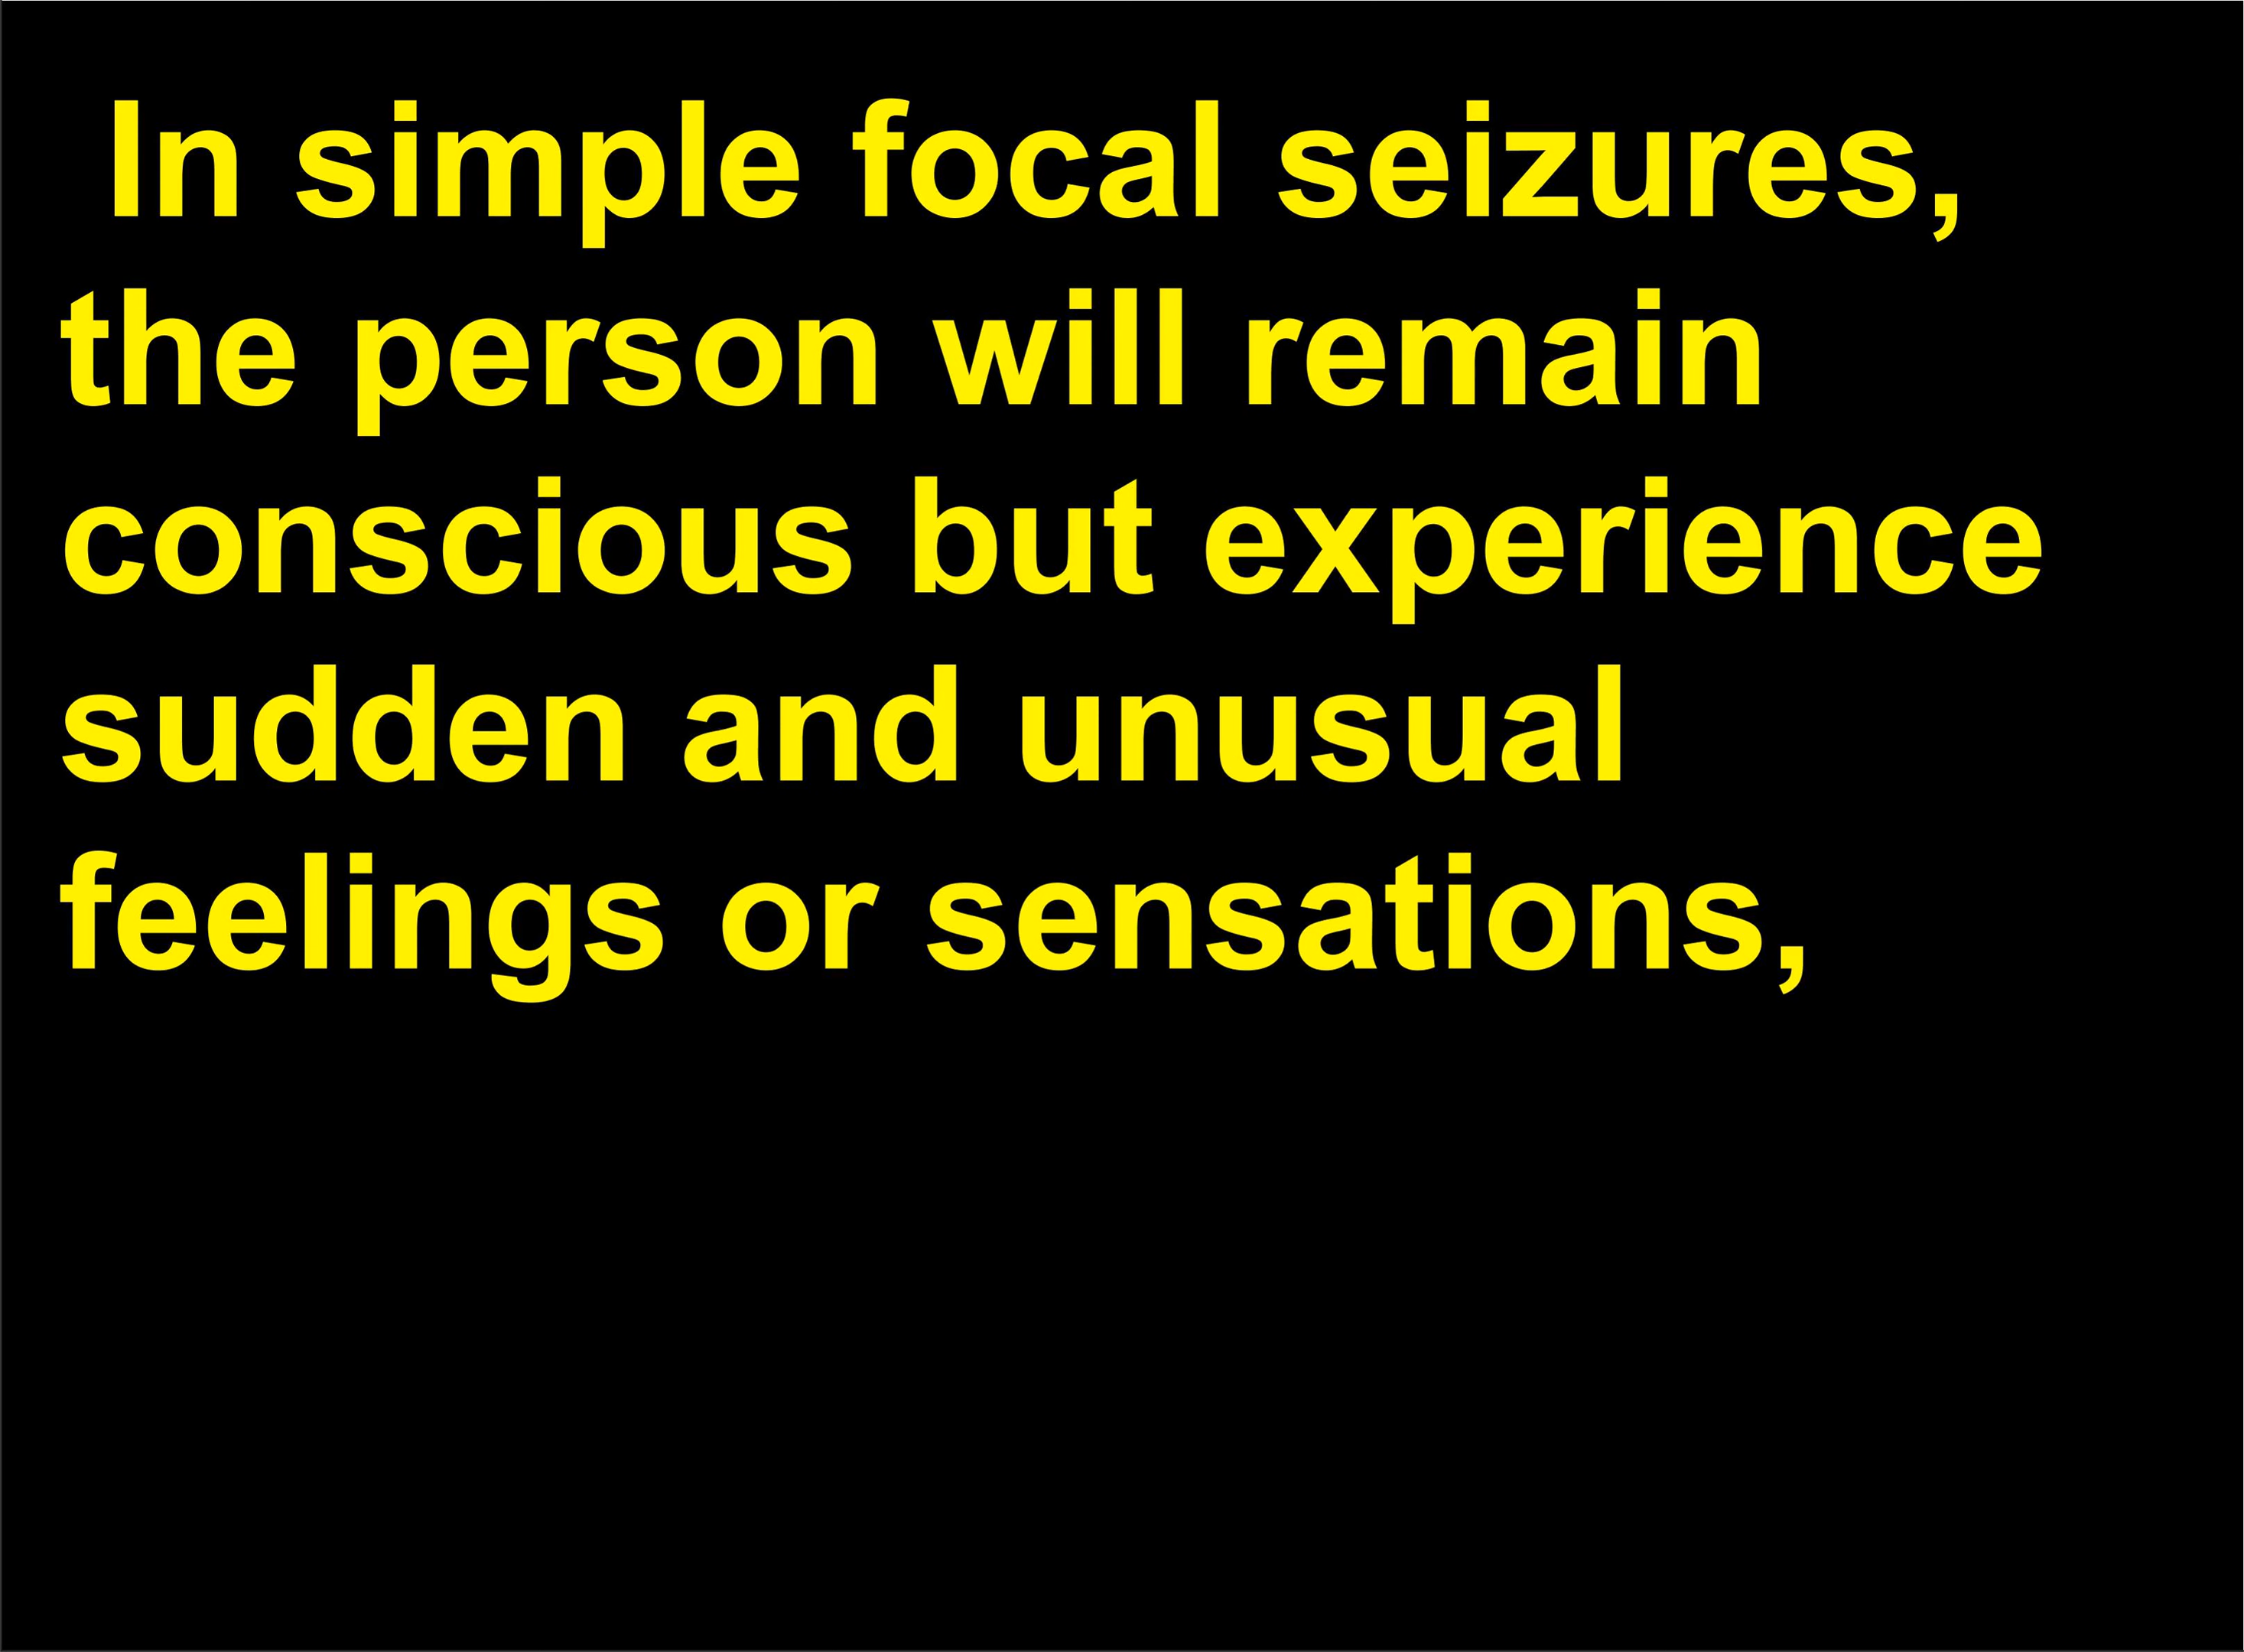 In simple focal seizures,
the person will remain
conscious but experience
sudden and unusual
feelings or sensations,